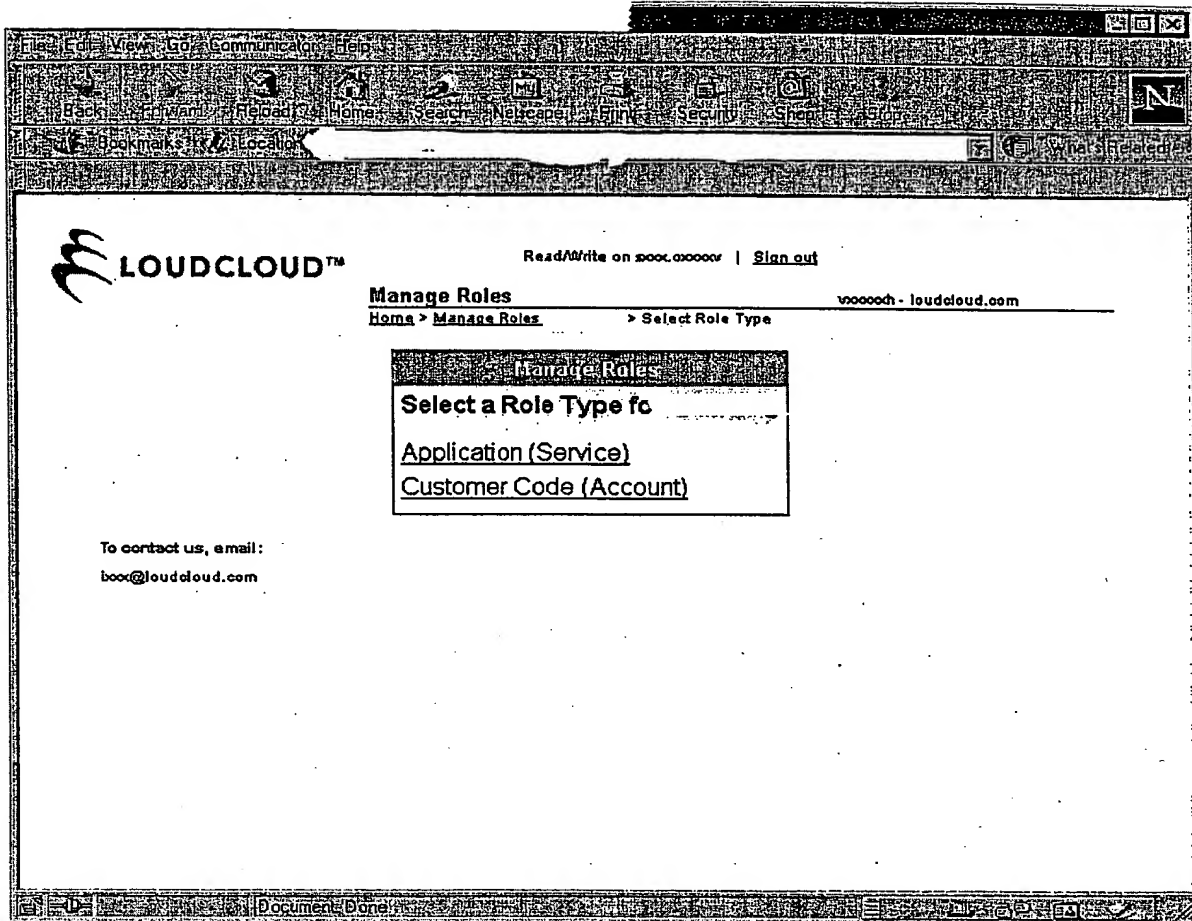 File Edit View Go Communicator Help
Back Forward Reload Home Search Netscape Print Security Shop Stop
Bookmarks Location What's Related
N
LOUDCLOUD™
Read/Write on | Sign out
Manage Roles
- loudcloud.com
Home > Manage Roles > Select Role Type
Manage Roles
Select a Role Type fo
Application (Service)
Customer Code (Account)
To contact us, email:
@loudcloud.com
Document: Done